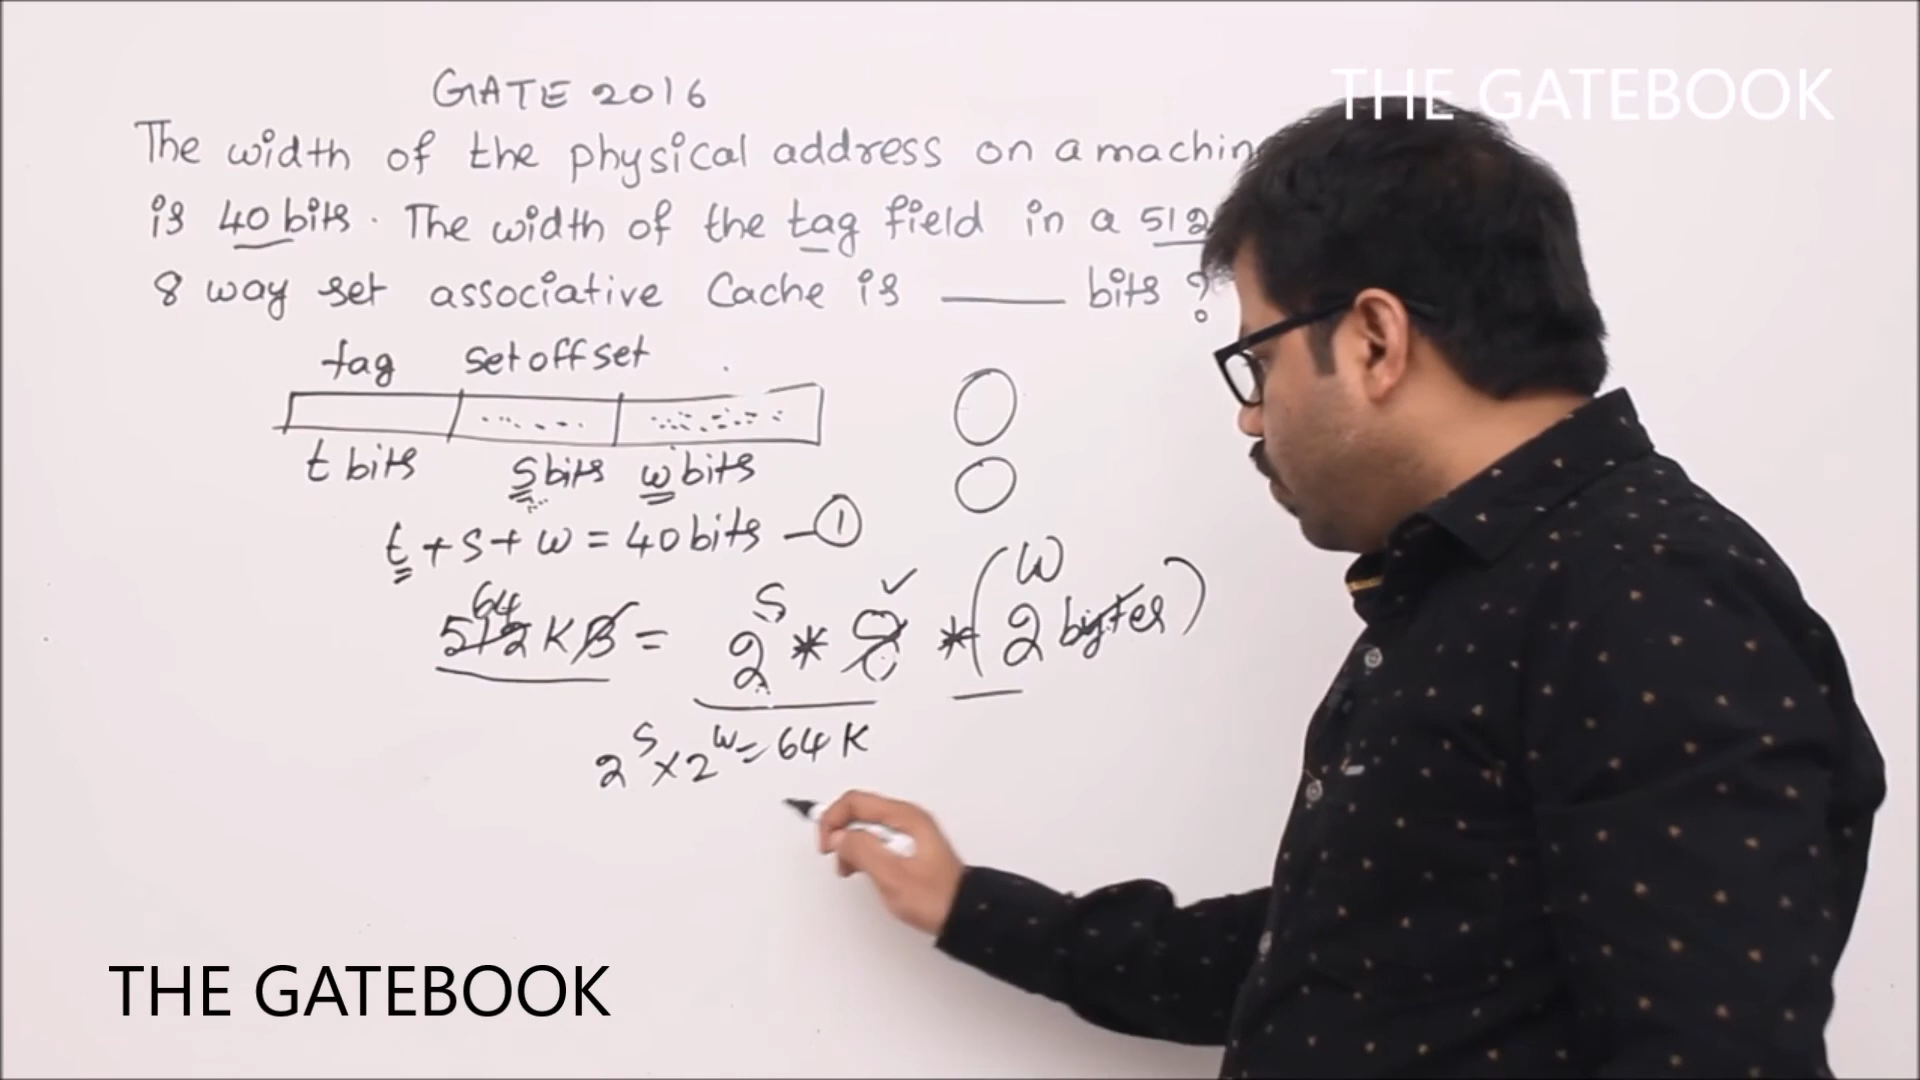 THE GATEBOOK
GATE 2016
The width of the physical address on a machin
is 40 bits. The width of the tag field in a 512
8 way set associative Cache is ____ bits ?
tag set offset
t bits s bits w bits
t + s + w = 40 bits - ①
64
512 KB = 2^S * 8 * (2^W bytes)
2^S × 2^W = 64 K
THE GATEBOOK